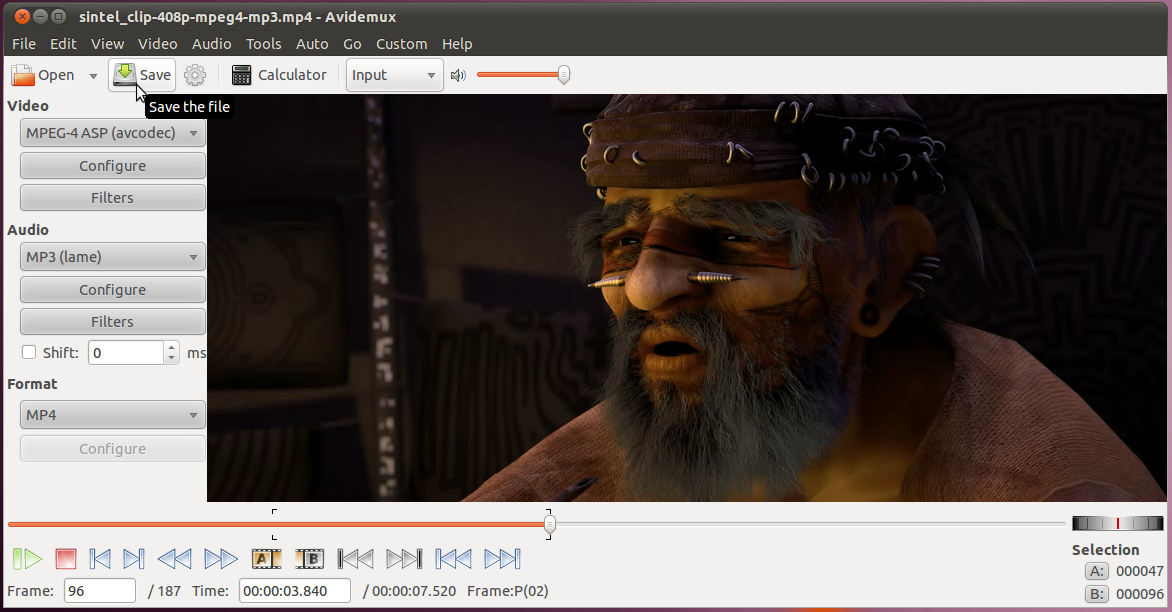 sintel_clip-408p-mpeg4-mp3.mp4 - Avidemux
File Edit View Video Audio Tools Auto Go Custom Help
Open Save Calculator Input
Save the file
Video
MPEG-4 ASP (avcodec)
Configure
Filters
Audio
MP3 (lame)
Configure
Filters
Shift: 0 ms
Format
MP4
Configure
A B
Selection
A: 000047
B: 000096
Frame: 96 / 187 Time: 00:00:03.840 / 00:00:07.520 Frame:P(02)